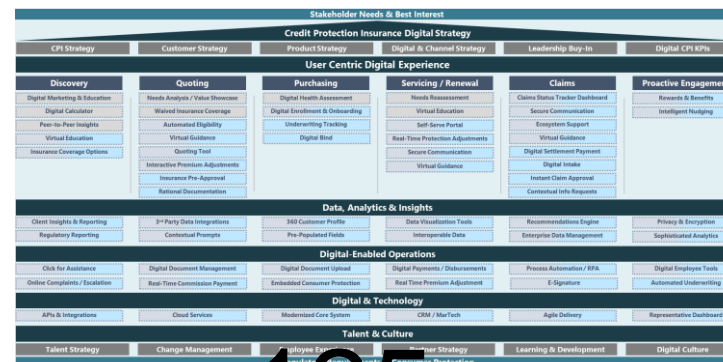 Stakeholder Needs & Best Interest
Credit Protection Insurance Digital Strategy
CPI Strategy Customer Strategy Product Strategy Digital & Channel Strategy Leadership Buy-In Digital CPI KPIs
User Centric Digital Experience
Discovery Quoting Purchasing Servicing / Renewal Claims Proactive Engagemen
Digital Marketing & Education Needs Analysis / Value Showcase Digital Health Assessment Needs Reassessment Claims Status Tracker Dashboard Rewards & Benefits
Digital Calculator Waived Insurance Coverage Digital Enrollment & Onboarding Virtual Education Secure Communication Intelligent Nudging
Peer-to-Peer Insights Automated Eligibility Underwriting Tracking Self-Serve Portal Ecosystem Support
Virtual Education Virtual Guidance Digital Bind Real-Time Protection Adjustments Virtual Guidance
Insurance Coverage Options Quoting Tool Secure Communication Digital Settlement Payment
Interactive Premium Adjustments Virtual Guidance Digital Intake
Insurance Pre-Approval Instant Claim Approval
Rational Documentation Contextual Info Requests
Data, Analytics & Insights
Client Insights & Reporting 3rd Party Data Integrations 360 Customer Profile Data Visualization Tools Recommendations Engine Privacy & Encryption
Regulatory Reporting Contextual Prompts Pre-Populated Fields Interoperable Data Enterprise Data Management Sophisticated Analytics
Digital-Enabled Operations
Click for Assistance Digital Document Management Digital Document Upload Digital Payments / Disbursements Process Automation / RPA Digital Employee Tools
Online Complaints / Escalation Real-Time Commission Payment Embedded Consumer Protection Real Time Premium Adjustment E-Signature Automated Underwriting
Digital & Technology
APIs & Integrations Cloud Services Modernized Core System CRM / MarTech Agile Delivery Representative Dashboard
Talent & Culture
Talent Strategy Change Management Employee Experience Partner Strategy Learning & Development Digital Culture